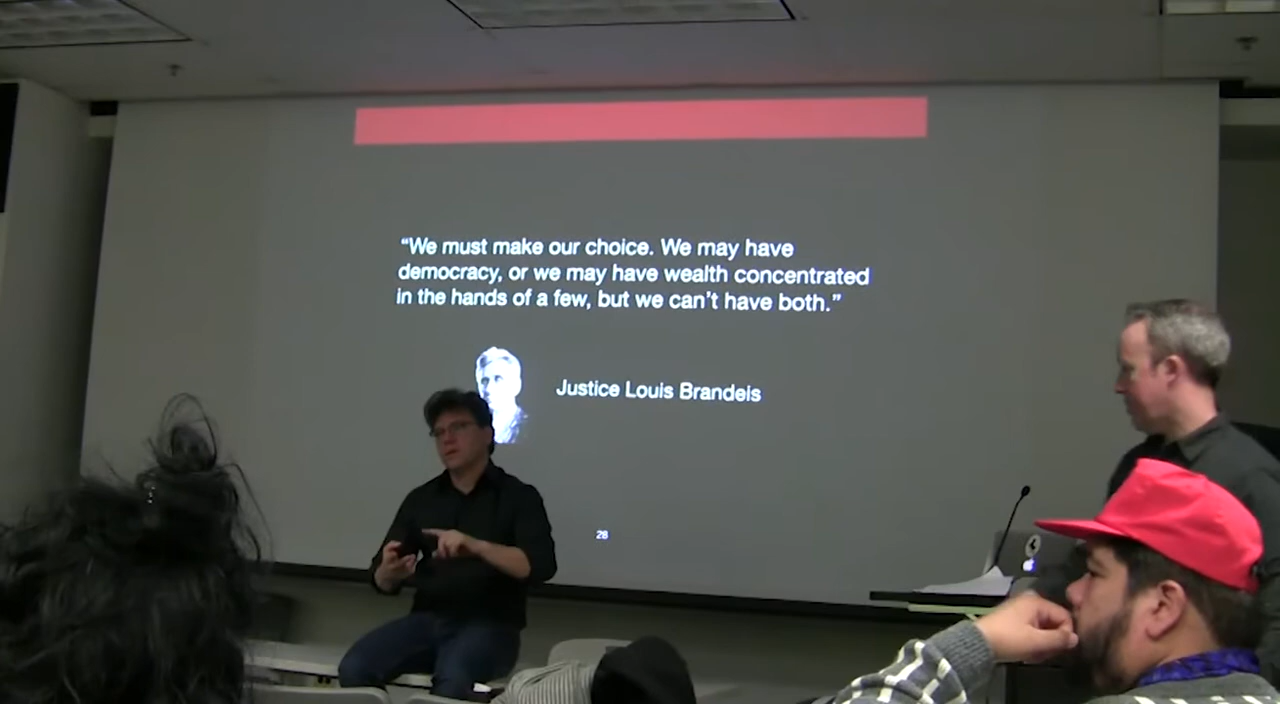 “We must make our choice. We may have
democracy, or we may have wealth concentrated
in the hands of a few, but we can’t have both.”
Justice Louis Brandeis
28